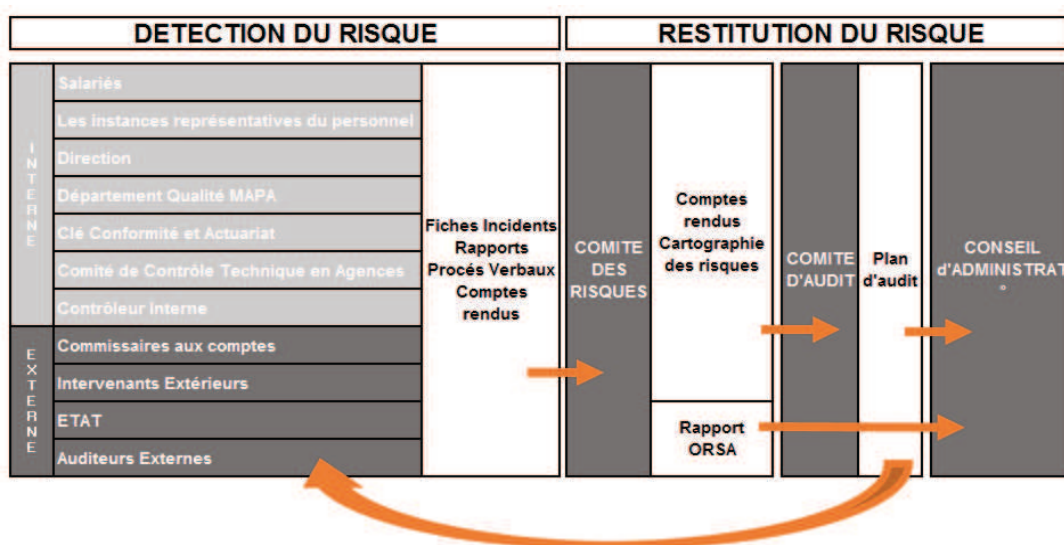 DETECTION DU RISQUE
RESTITUTION DU RISQUE
INTERNE
Salariés
Les instances représentatives du personnel
Direction
Département Qualité MAPA
Clé Conformité et Actuariat
Comité de Contrôle Technique en Agences
Contrôleur Interne
EXTERNE
Commissaires aux comptes
Intervenants Extérieurs
ETAT
Auditeurs Externes
Fiches Incidents
Rapports
Procés Verbaux
Comptes
rendus
COMITE
DES
RISQUES
Comptes
rendus
Cartographie
des risques
Rapport
ORSA
COMITE
D'AUDIT
Plan
d'audit
CONSEIL
d'ADMINISTRAT
°